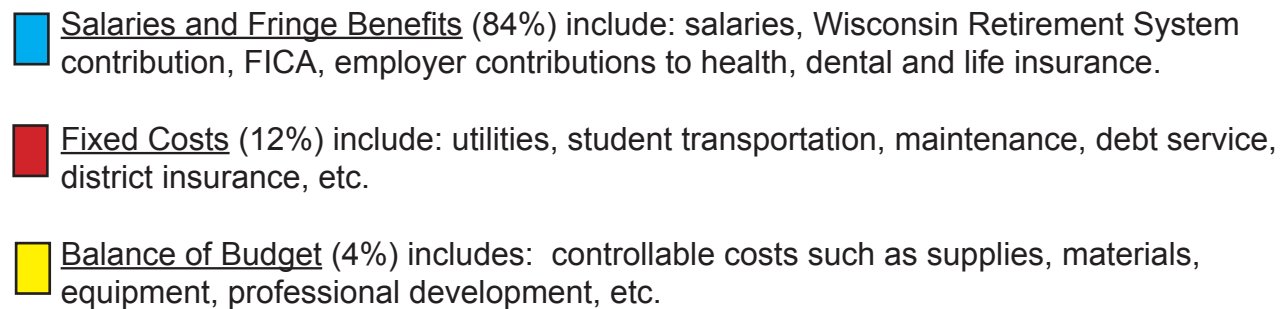 Salaries and Fringe Benefits (84%) include: salaries, Wisconsin Retirement System
contribution, FICA, employer contributions to health, dental and life insurance.
Fixed Costs (12%) include: utilities, student transportation, maintenance, debt service,
district insurance, etc.
Balance of Budget (4%) includes:  controllable costs such as supplies, materials,
equipment, professional development, etc.